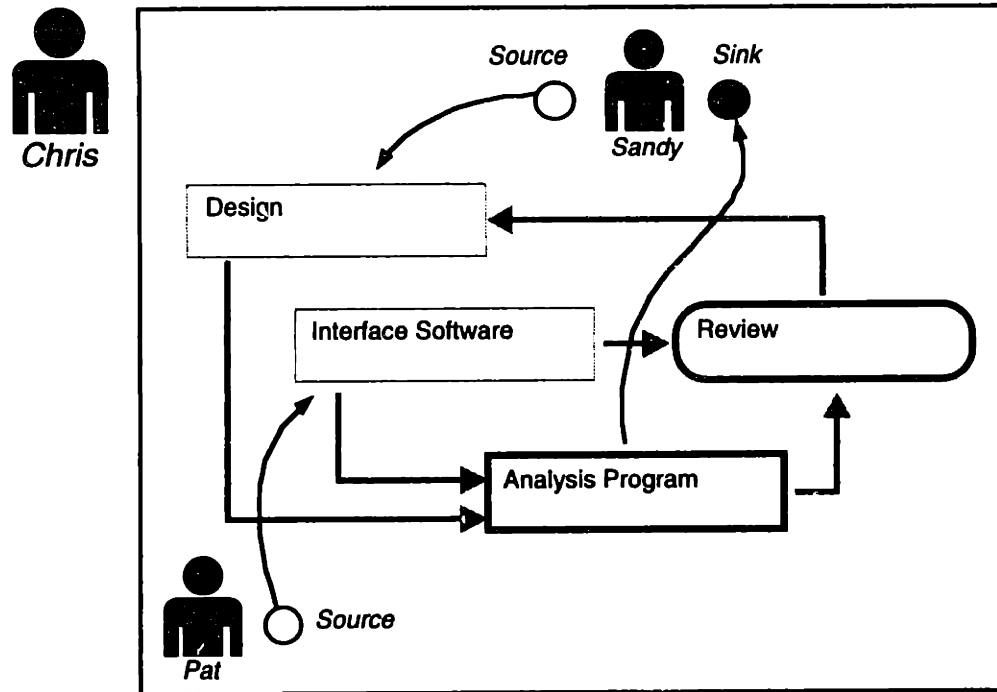 Source
Sink
Chris
Sandy
Design
Interface Software
Review
Analysis Program
Source
Pat